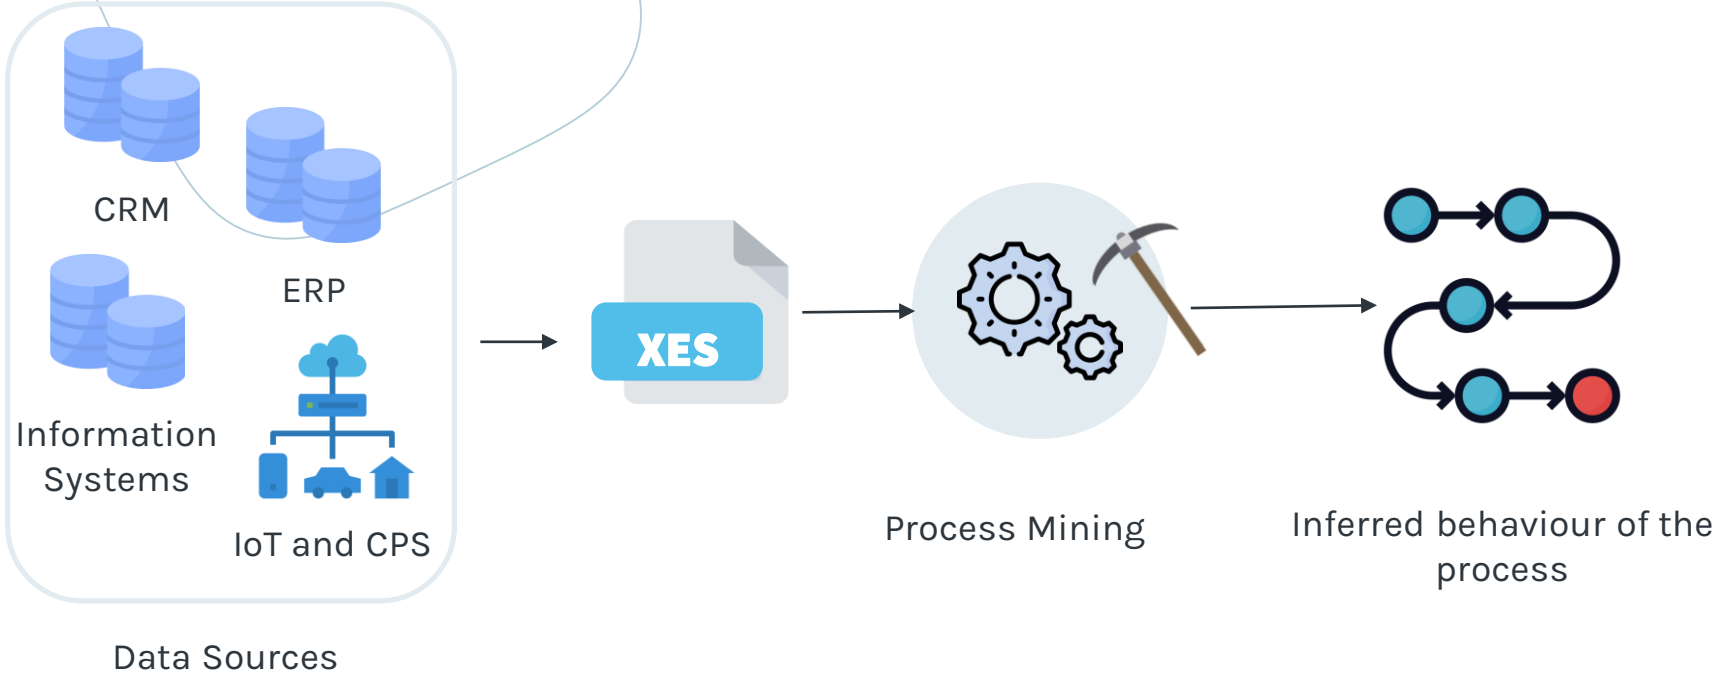 CRM
ERP
Information
Systems
IoT and CPS
Data Sources
XES
Process Mining
Inferred behaviour of the
process